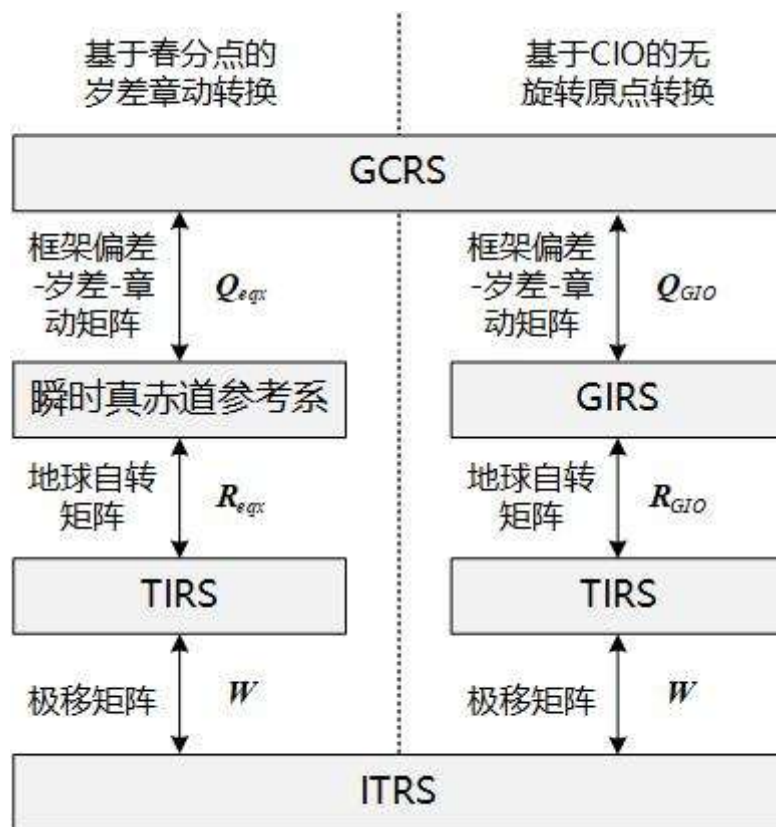 基于春分点的
岁差章动转换
基于CIO的无
旋转原点转换
GCRS
框架偏差
-岁差-章
动矩阵
Qeqx
框架偏差
-岁差-章
动矩阵
QGIO
瞬时真赤道参考系
GIRS
地球自转
矩阵
Reqx
地球自转
矩阵
RGIO
TIRS
TIRS
极移矩阵
W
极移矩阵
W
ITRS